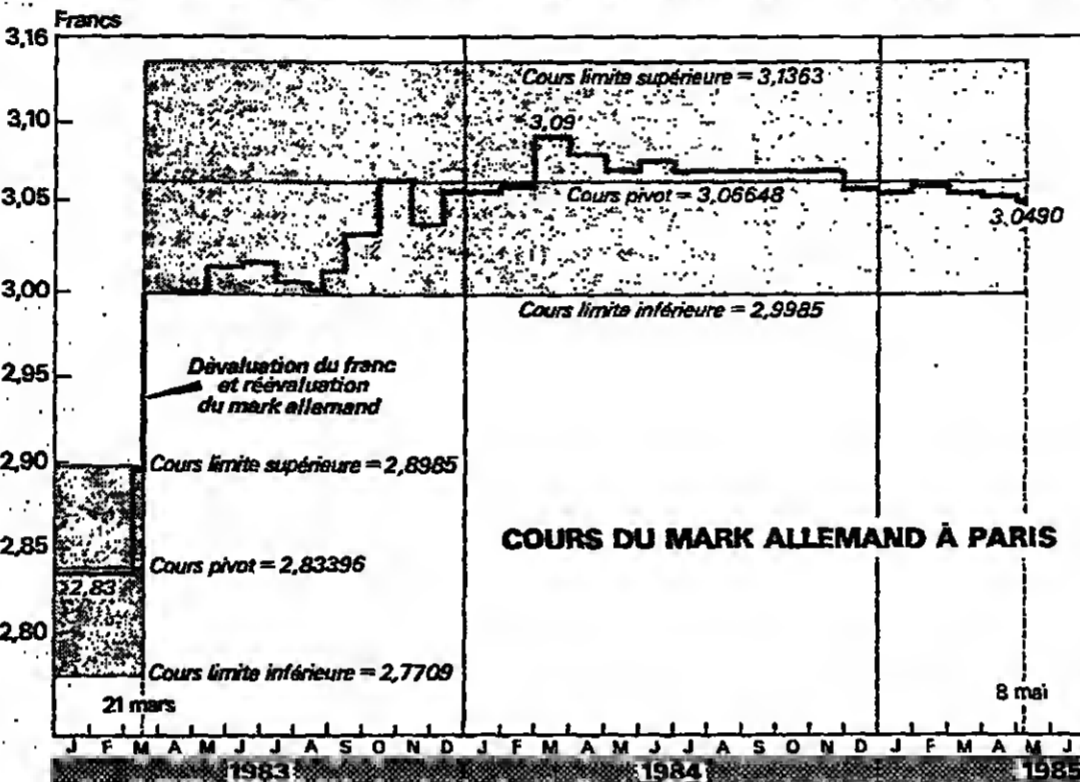 Francs
3,16
3,10
3,05
3,00
2,95
2,90
2,85
2,80
Cours limite supérieure = 3,1363
3,09
Cours pivot = 3,06648
3,0490
Cours limite inférieure = 2,9985
Dévaluation du franc
et réévaluation
du mark allemand
Cours limite supérieure = 2,8985
COURS DU MARK ALLEMAND À PARIS
Cours pivot = 2,83396
2,83
Cours limite inférieure = 2,7709
21 mars
8 mai
J F M A M J J A S O N D J F M A M J J A S O N D J F M A M J
1983 1984 1985